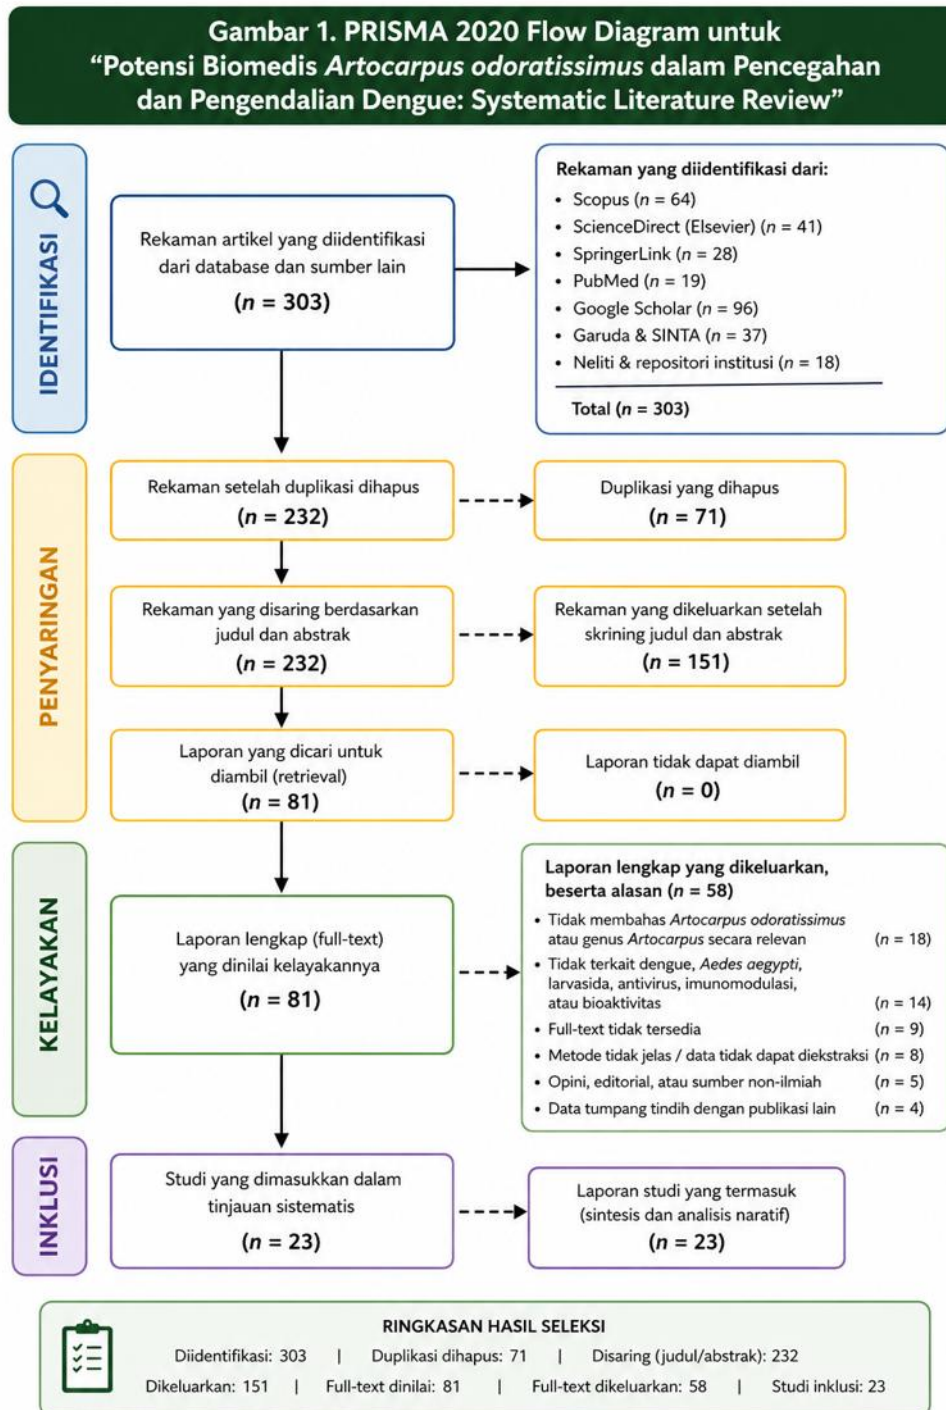 Gambar 1. PRISMA 2020 Flow Diagram untuk
“Potensi Biomedis Artocarpus odoratissimus dalam Pencegahan
dan Pengendalian Dengue: Systematic Literature Review”
IDENTIFIKASI
Rekaman artikel yang diidentifikasi
dari database dan sumber lain
(n = 303)
Rekaman yang diidentifikasi dari:
• Scopus (n = 64)
• ScienceDirect (Elsevier) (n = 41)
• SpringerLink (n = 28)
• PubMed (n = 19)
• Google Scholar (n = 96)
• Garuda & SINTA (n = 37)
• Neliti & repositori institusi (n = 18)
Total (n = 303)
PENYARINGAN
Rekaman setelah duplikasi dihapus
(n = 232)
Duplikasi yang dihapus
(n = 71)
Rekaman yang disaring berdasarkan
judul dan abstrak
(n = 232)
Rekaman yang dikeluarkan setelah
skrining judul dan abstrak
(n = 151)
Laporan yang dicari untuk
diambil (retrieval)
(n = 81)
Laporan tidak dapat diambil
(n = 0)
KELAYAKAN
Laporan lengkap (full-text)
yang dinilai kelayakannya
(n = 81)
Laporan lengkap yang dikeluarkan,
beserta alasan (n = 58)
• Tidak membahas Artocarpus odoratissimus
atau genus Artocarpus secara relevan (n = 18)
• Tidak terkait dengue, Aedes aegypti,
larvasida, antivirus, imunomodulasi,
atau bioaktivitas (n = 14)
• Full-text tidak tersedia (n = 9)
• Metode tidak jelas / data tidak dapat diekstraksi (n = 8)
• Opini, editorial, atau sumber non-ilmiah (n = 5)
• Data tumpang tindih dengan publikasi lain (n = 4)
INKLUSI
Studi yang dimasukkan dalam
tinjauan sistematis
(n = 23)
Laporan studi yang termasuk
(sintesis dan analisis naratif)
(n = 23)
RINGKASAN HASIL SELEKSI
Diidentifikasi: 303 | Duplikasi dihapus: 71 | Disaring (judul/abstrak): 232
Dikeluarkan: 151 | Full-text dinilai: 81 | Full-text dikeluarkan: 58 | Studi inklusi: 23